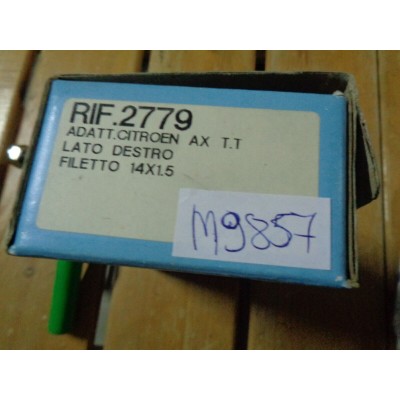 RIF.2779
ADATT.CITROEN AX T.T
LATO DESTRO
FILETTO 14X1.5
M9857